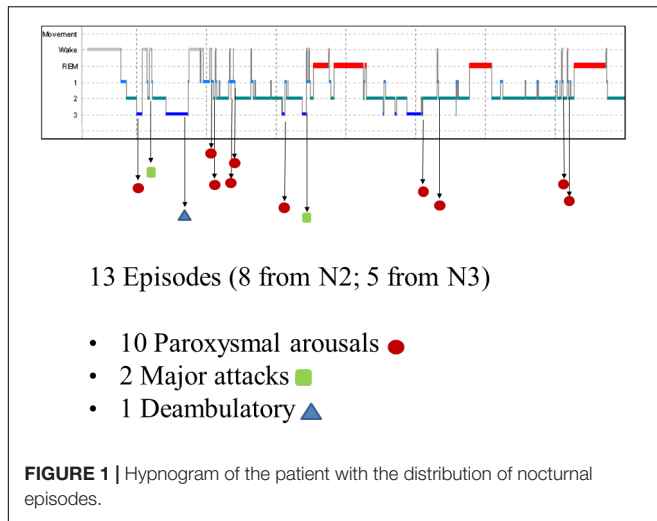 Movement
Wake
REM
1
2
3
13 Episodes (8 from N2; 5 from N3)
• 10 Paroxysmal arousals
• 2 Major attacks
• 1 Deambulatory
FIGURE 1 | Hypnogram of the patient with the distribution of nocturnal
episodes.